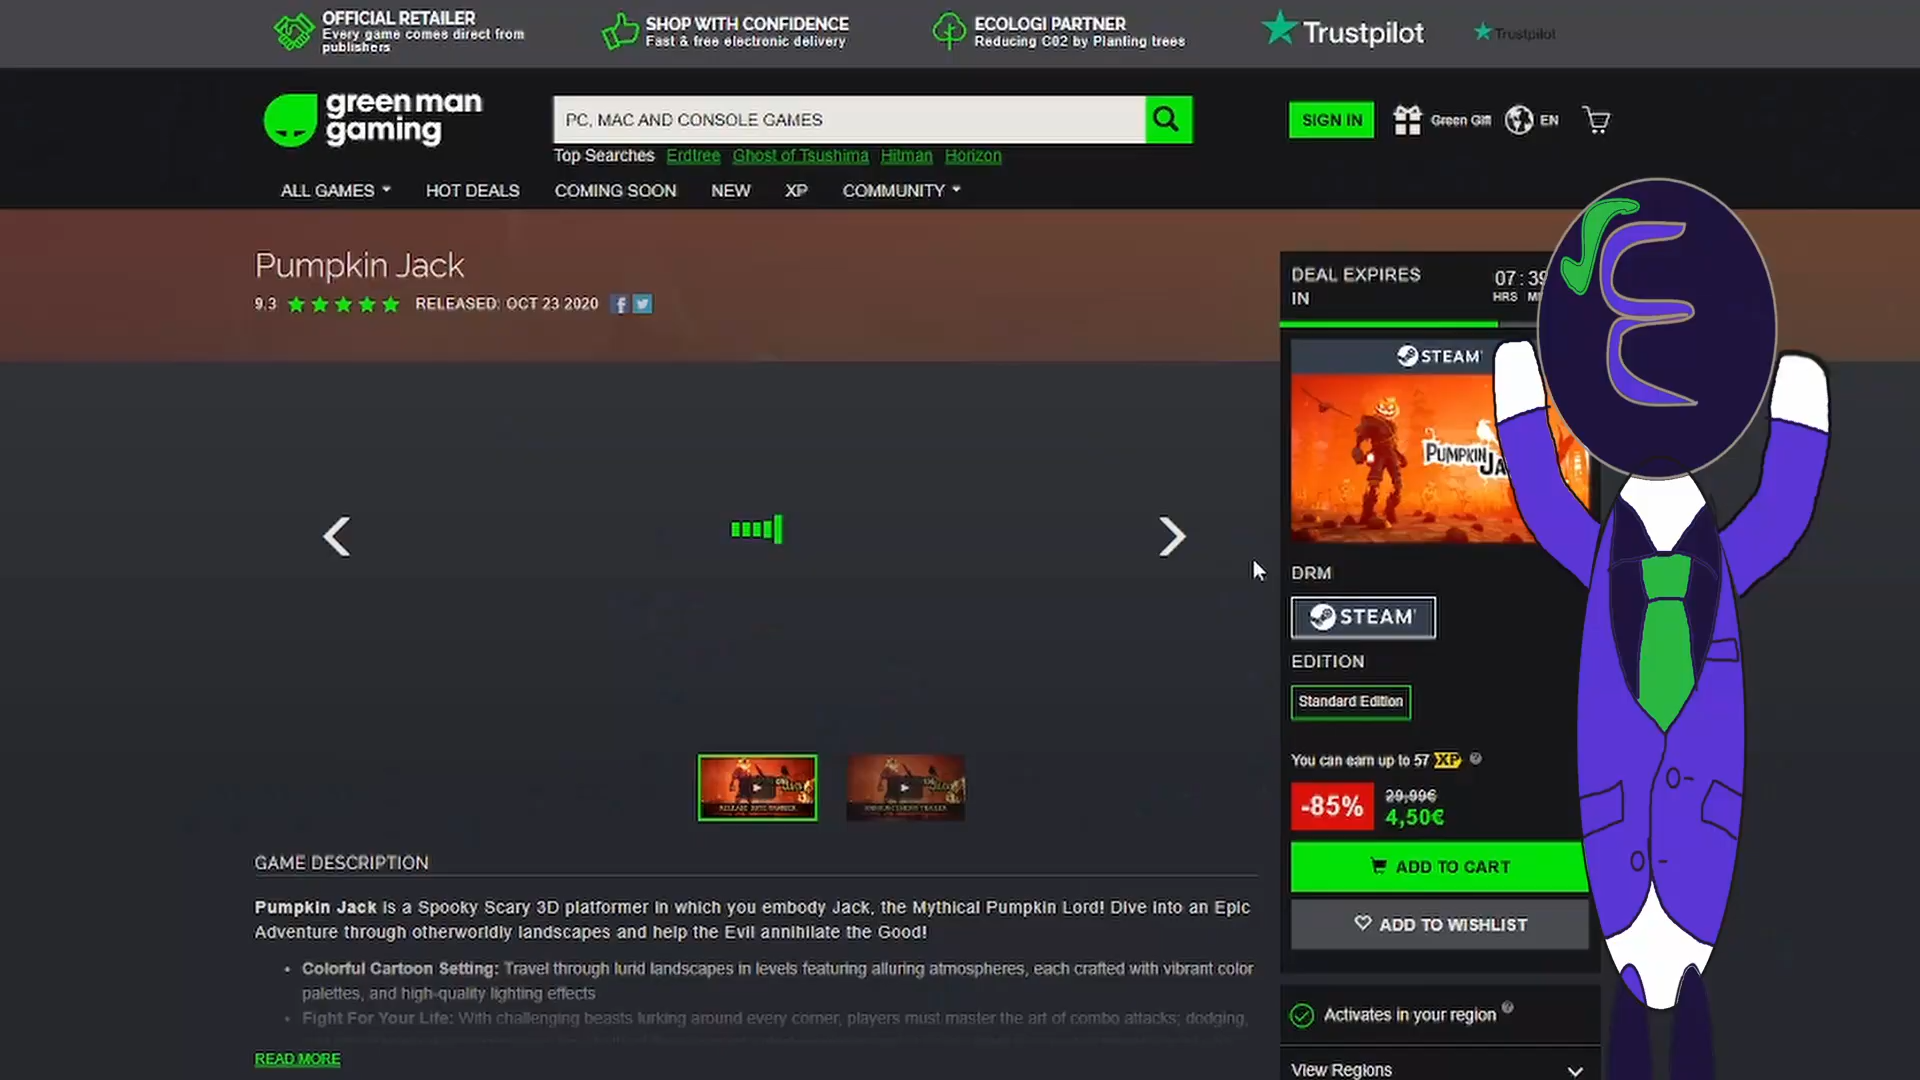 OFFICIAL RETAILER
Every game comes direct from
publishers
SHOP WITH CONFIDENCE
Fast & free electronic delivery
ECOLOGI PARTNER
Reducing C02 by Planting trees
Trustpilot
Trustpilot
green man
gaming
PC, MAC AND CONSOLE GAMES
SIGN IN
Green Gift
EN
Top Searches Erdtree Ghost of Tsushima Hitman Horizon
ALL GAMES HOT DEALS COMING SOON NEW XP COMMUNITY
Pumpkin Jack
9.3 RELEASED: OCT 23 2020
DEAL EXPIRES
IN
07 : 39
HRS
STEAM
PUMPKIN
DRM
STEAM
EDITION
Standard Edition
You can earn up to 57 XP
-85%
29,99€
4,50€
ADD TO CART
ADD TO WISHLIST
Activates in your region
View Regions
GAME DESCRIPTION
Pumpkin Jack is a Spooky Scary 3D platformer in which you embody Jack, the Mythical Pumpkin Lord! Dive into an Epic
Adventure through otherworldly landscapes and help the Evil annihilate the Good!
• Colorful Cartoon Setting: Travel through lurid landscapes in levels featuring alluring atmospheres, each crafted with vibrant color
palettes, and high-quality lighting effects
• Fight For Your Life: With challenging beasts lurking around every corner, players must master the art of combo attacks; dodging,
READ MORE